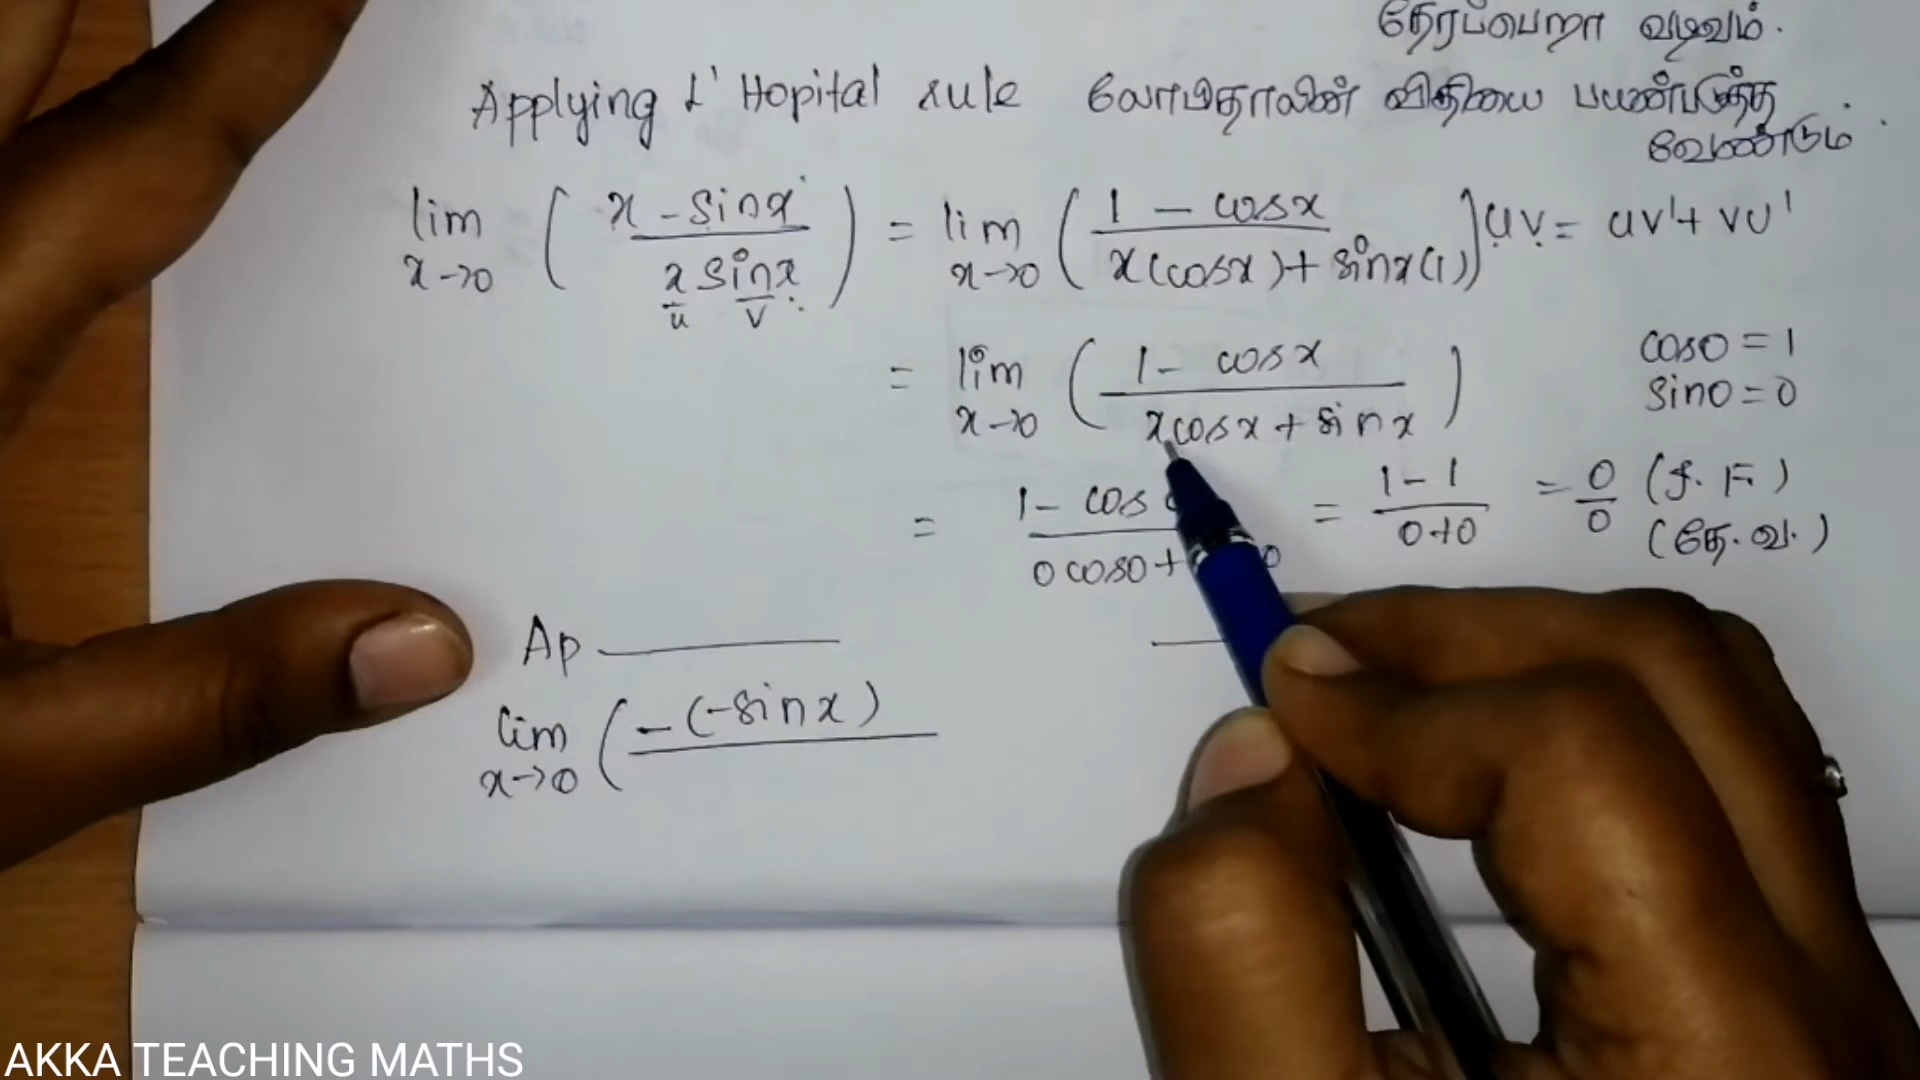 தேரப்பெறா வடிவம்.
Applying L' Hopital rule லோபிதாலின் விதியை பயன்படுத்த
வேண்டும்.
lim x→0 ( x - sinx / x sinx ) = lim x→0 ( 1 - cosx / x(cosx) + sinx(1) ) uv = uv' + vu'
u v
= lim x→0 ( 1 - cosx / xcosx + sinx ) cos0 = 1
sin0 = 0
= 1 - cos / 0 cos0 + 0 = 1-1 / 0+0 = 0/0 (I.F)
(தே.வ.)
Ap
lim x→0 ( -(-sinx)
AKKA TEACHING MATHS